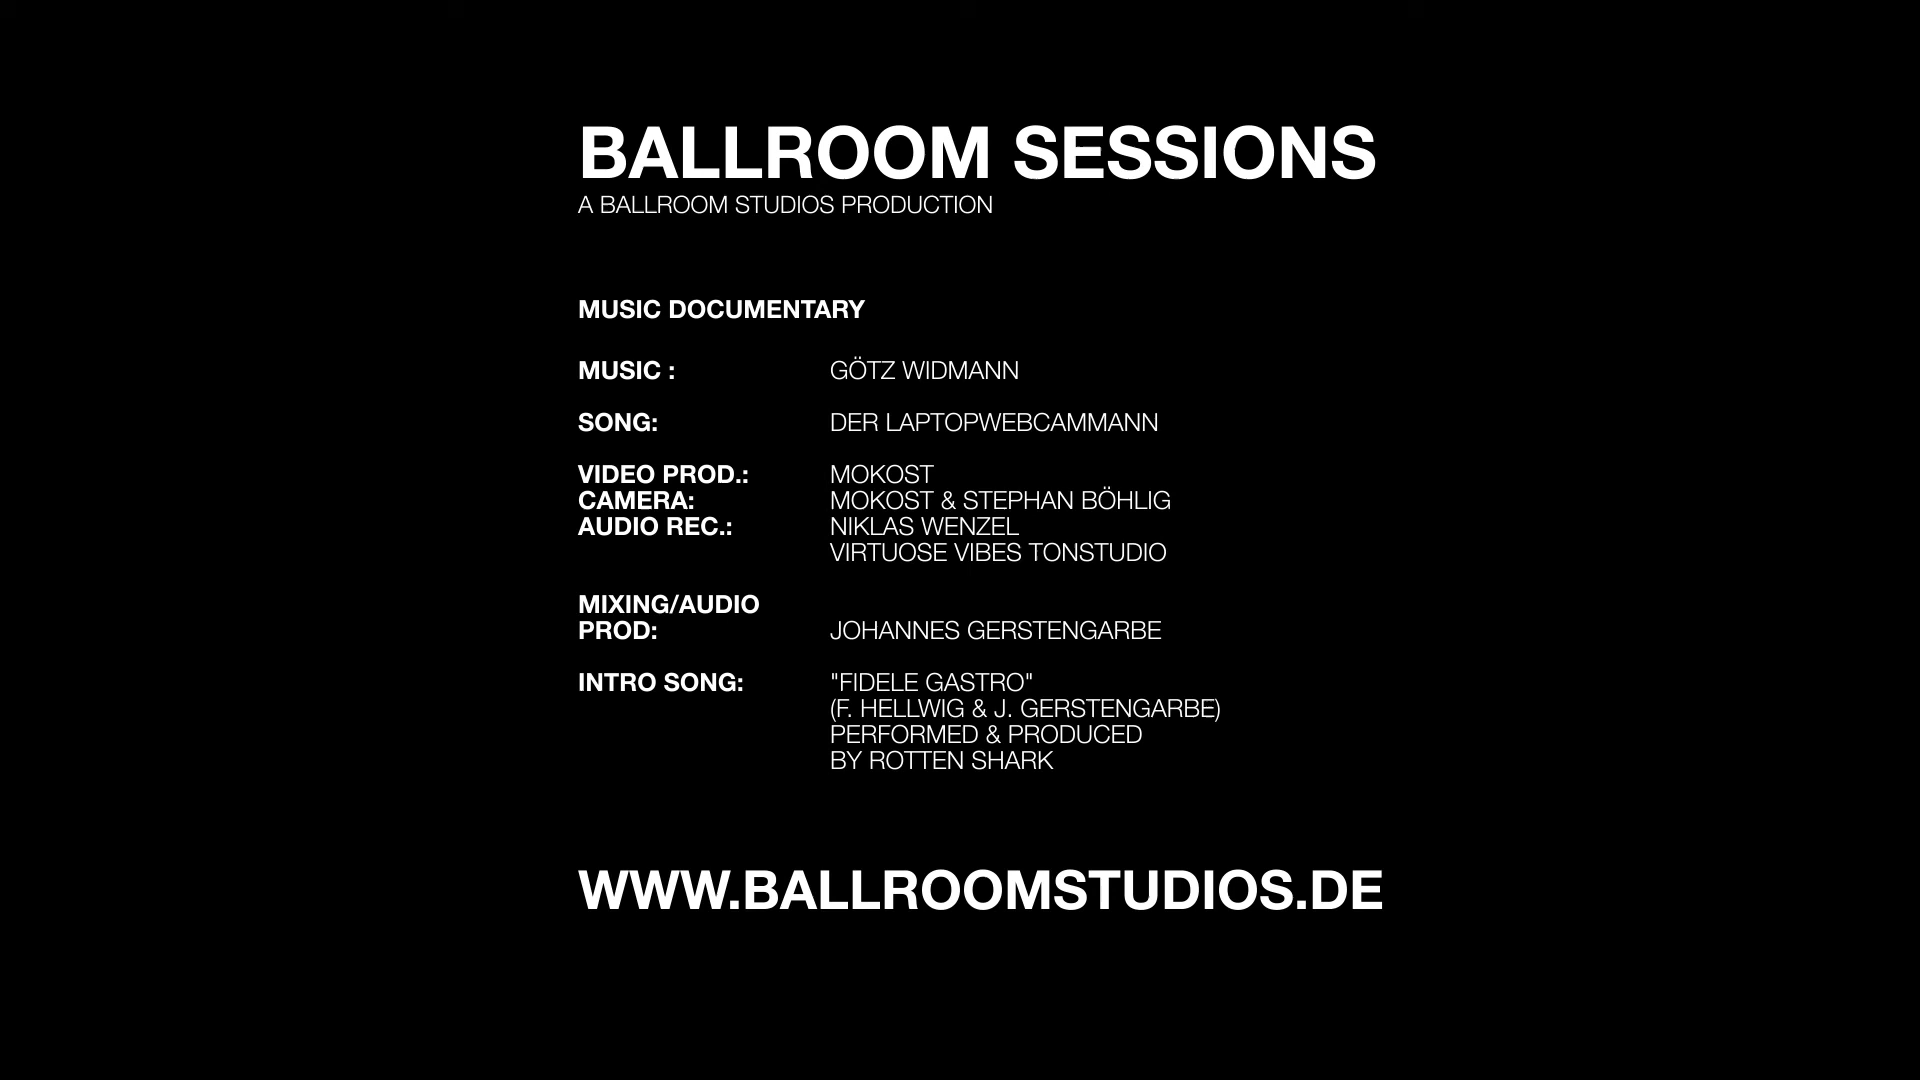 BALLROOM SESSIONS
A BALLROOM STUDIOS PRODUCTION
MUSIC DOCUMENTARY
MUSIC : GÖTZ WIDMANN
SONG: DER LAPTOPWEBCAMMANN
VIDEO PROD.: MOKOST
CAMERA: MOKOST & STEPHAN BÖHLIG
AUDIO REC.: NIKLAS WENZEL
VIRTUOSE VIBES TONSTUDIO
MIXING/AUDIO
PROD: JOHANNES GERSTENGARBE
INTRO SONG: "FIDELE GASTRO"
(F. HELLWIG & J. GERSTENGARBE)
PERFORMED & PRODUCED
BY ROTTEN SHARK
WWW.BALLROOMSTUDIOS.DE